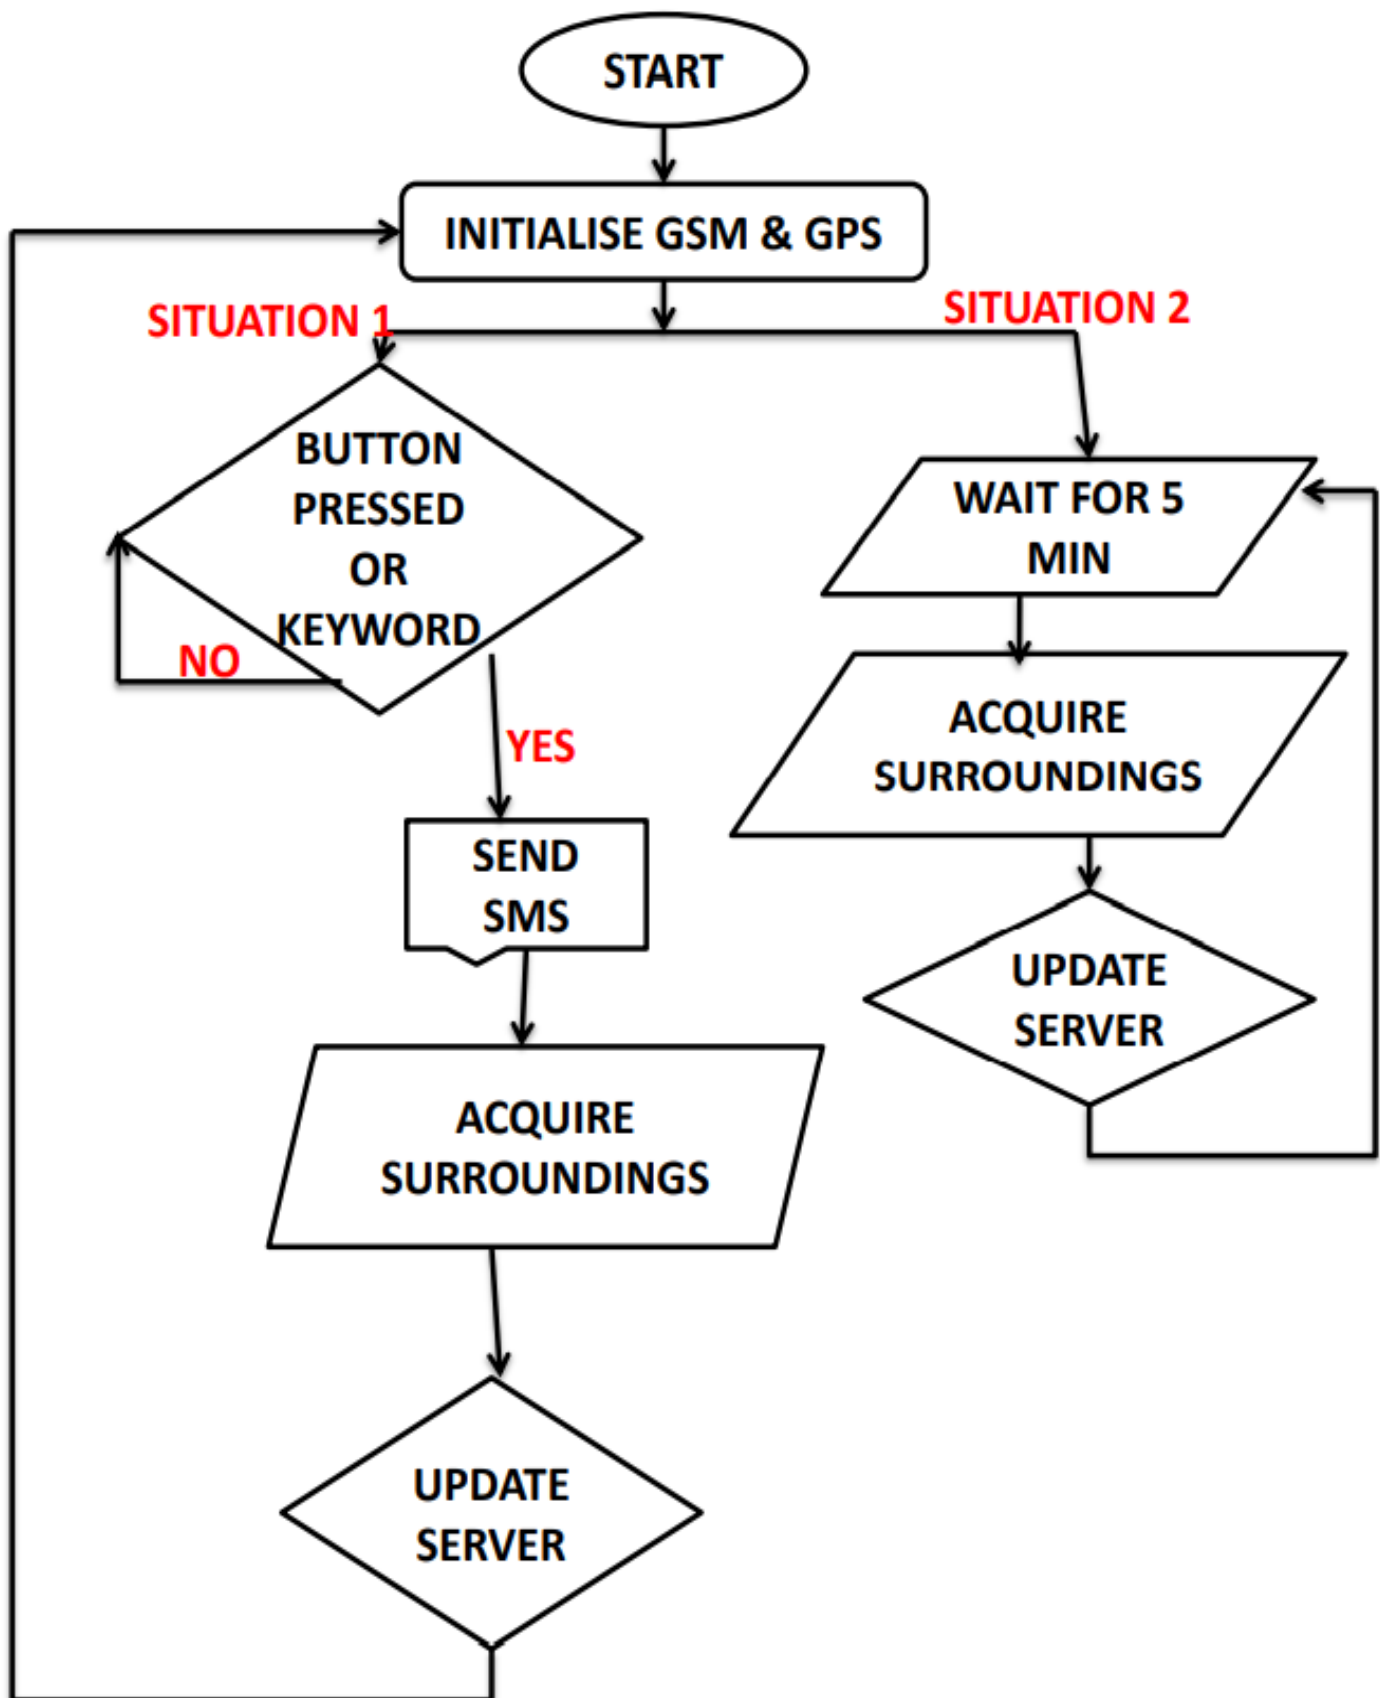 START
INITIALISE GSM & GPS
SITUATION 1
SITUATION 2
BUTTON
PRESSED
OR
KEYWORD
NO
YES
SEND
SMS
ACQUIRE
SURROUNDINGS
UPDATE
SERVER
WAIT FOR 5
MIN
ACQUIRE
SURROUNDINGS
UPDATE
SERVER